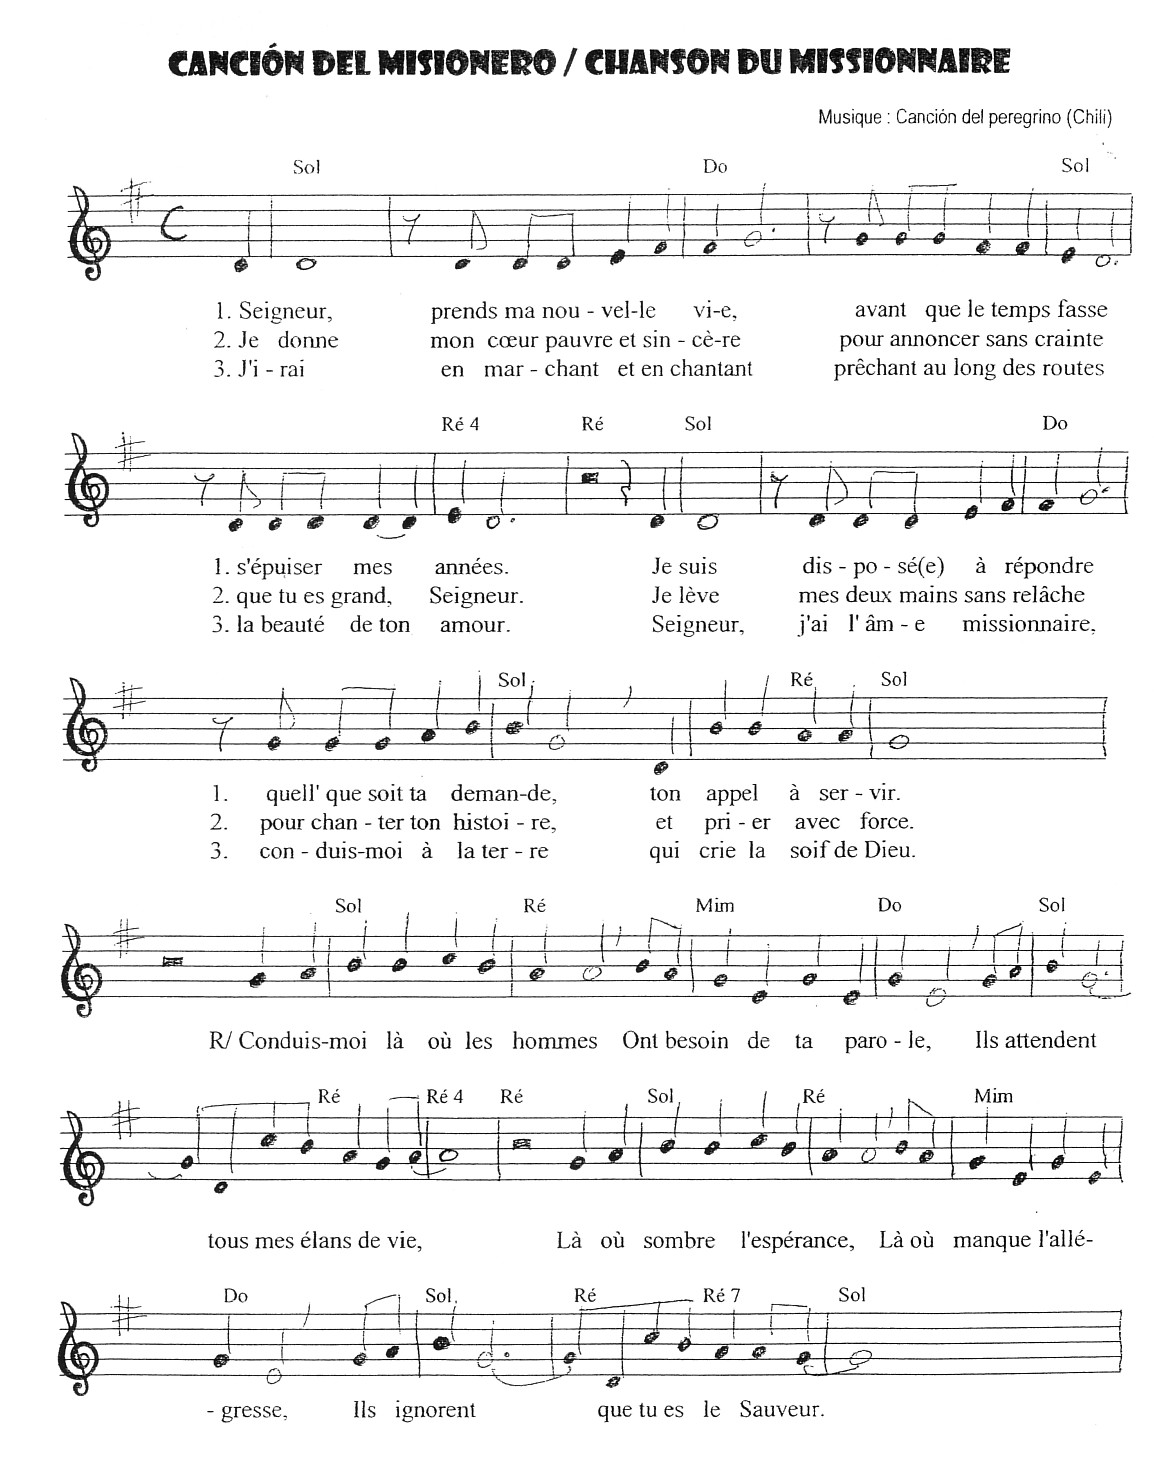 CANCIÓN DEL MISIONERO / CHANSON DU MISSIONNAIRE
Musique : Canción del peregrino (Chili)
Sol Do Sol
1. Seigneur, prends ma nou - vel-le vi-e, avant que le temps fasse
2. Je donne mon cœur pauvre et sin - cè-re pour annoncer sans crainte
3. J'i - rai en mar - chant et en chantant prêchant au long des routes
Ré 4 Ré Sol Do
1. s'épuiser mes années. Je suis dis - po - sé(e) à répondre
2. que tu es grand, Seigneur. Je lève mes deux mains sans relâche
3. la beauté de ton amour. Seigneur, j'ai l' âm - e missionnaire,
Sol Ré Sol
1. quell' que soit ta deman-de, ton appel à ser - vir.
2. pour chan - ter ton histoi - re, et pri - er avec force.
3. con - duis-moi à la ter - re qui crie la soif de Dieu.
Sol Ré Mim Do Sol
R/ Conduis-moi là où les hommes Ont besoin de ta paro - le, Ils attendent
Ré Ré 4 Ré Sol Ré Mim
tous mes élans de vie, Là où sombre l'espérance, Là où manque l'allé-
Do Sol Ré Ré 7 Sol
- gresse, Ils ignorent que tu es le Sauveur.